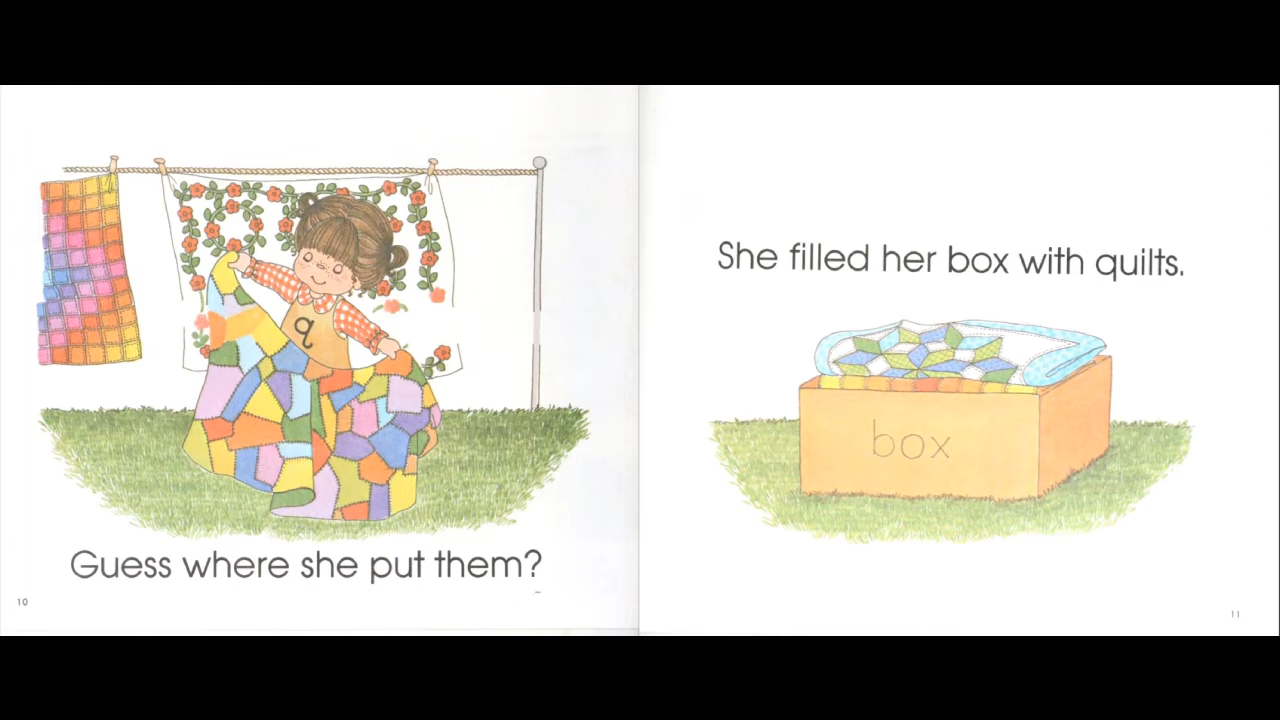 q
Guess where she put them?
10
She filled her box with quilts.
box
11